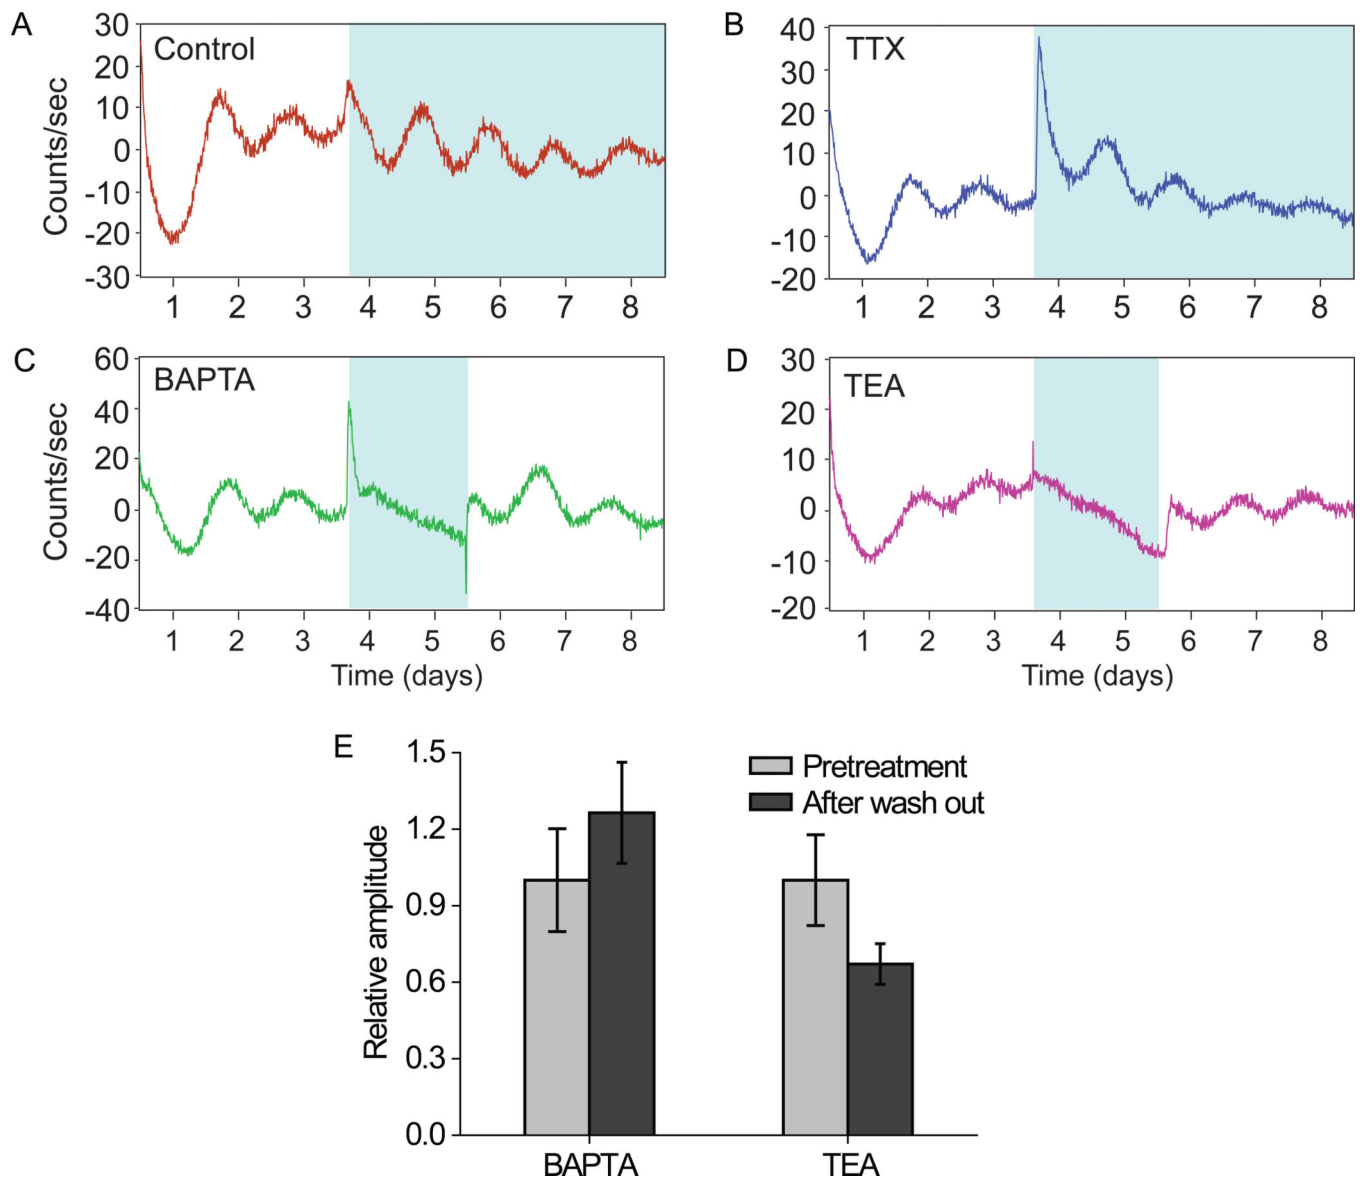 A
Control
Counts/sec
30
20
10
0
-10
-20
-30
1 2 3 4 5 6 7 8
B
TTX
40
30
20
10
0
-10
-20
1 2 3 4 5 6 7 8
C
BAPTA
Counts/sec
60
40
20
0
-20
-40
1 2 3 4 5 6 7 8
Time (days)
D
TEA
30
20
10
0
-10
-20
1 2 3 4 5 6 7 8
Time (days)
E
Relative amplitude
1.5
1.2
0.9
0.6
0.3
0.0
Pretreatment
After wash out
BAPTA TEA